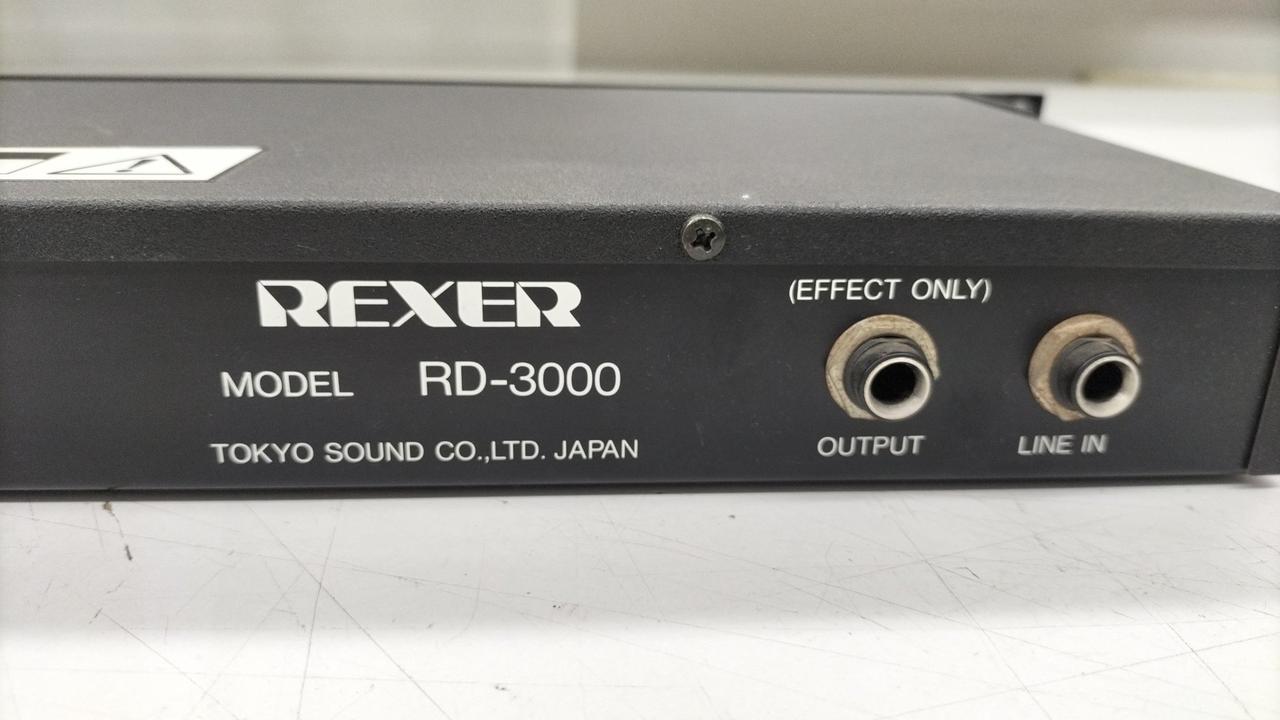 REXER
MODEL RD-3000
TOKYO SOUND CO.,LTD. JAPAN
(EFFECT ONLY)
OUTPUT
LINE IN